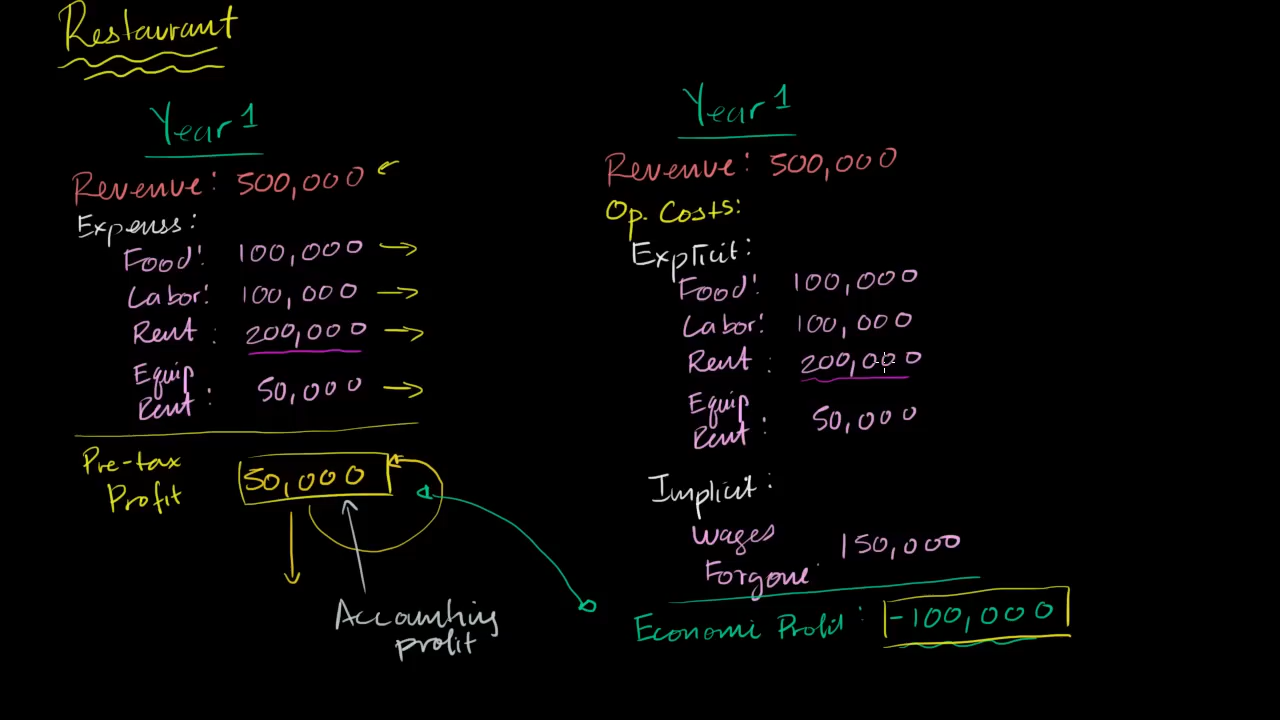 Restaurant
Year 1
Revenue: 500,000
Expenss:
Food: 100,000
Labor: 100,000
Rent: 200,000
Equip
Rent: 50,000
Pre-tax
Profit 50,000
Accounting
profit
Year 1
Revenue: 500,000
Op. Costs:
Explicit:
Food: 100,000
Labor: 100,000
Rent: 200,000
Equip
Rent: 50,000
Implicit:
Wages
Forgone: 150,000
Economic Profit: -100,000